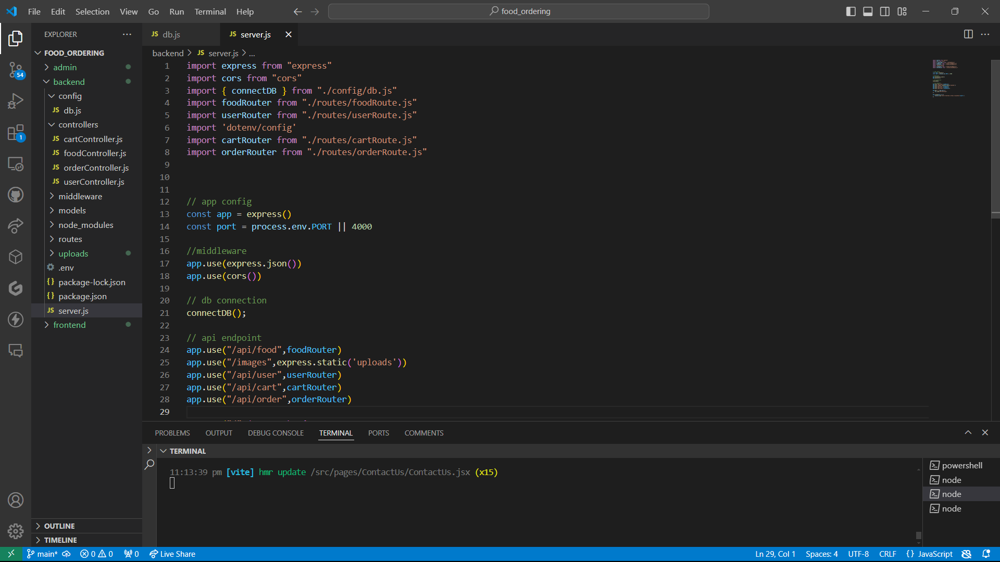 File Edit Selection View Go Run Terminal Help
food_ordering
EXPLORER
FOOD_ORDERING
admin
backend
config
JS db.js
controllers
JS cartController.js
JS foodController.js
JS orderController.js
JS userController.js
middleware
models
node_modules
routes
uploads
.env
{} package-lock.json
{} package.json
JS server.js
frontend
OUTLINE
TIMELINE
54
1
JS db.js
JS server.js
backend > JS server.js > ...
1 import express from "express"
2 import cors from "cors"
3 import { connectDB } from "./config/db.js"
4 import foodRouter from "./routes/foodRoute.js"
5 import userRouter from "./routes/userRoute.js"
6 import 'dotenv/config'
7 import cartRouter from "./routes/cartRoute.js"
8 import orderRouter from "./routes/orderRoute.js"
9
10
11
12 // app config
13 const app = express()
14 const port = process.env.PORT || 4000
15
16 //middleware
17 app.use(express.json())
18 app.use(cors())
19
20 // db connection
21 connectDB();
22
23 // api endpoint
24 app.use("/api/food",foodRouter)
25 app.use("/images",express.static('uploads'))
26 app.use("/api/user",userRouter)
27 app.use("/api/cart",cartRouter)
28 app.use("/api/order",orderRouter)
29
PROBLEMS OUTPUT DEBUG CONSOLE TERMINAL PORTS COMMENTS
TERMINAL
11:13:39 pm [vite] hmr update /src/pages/ContactUs/ContactUs.jsx (x15)
powershell
node
node
node
main* 0 0 0 Live Share
Ln 29, Col 1 Spaces: 4 UTF-8 CRLF {} JavaScript